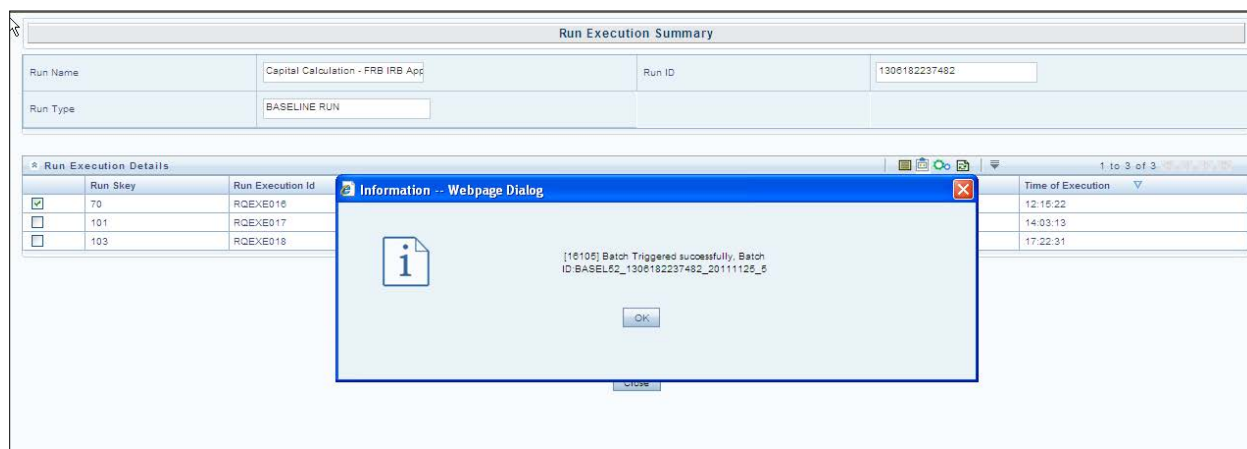 Run Execution Summary
Run Name Capital Calculation - FRB IRB App Run ID 1306182237482
Run Type BASELINE RUN
Run Execution Details 1 to 3 of 3
Run Skey Run Execution Id Time of Execution
70 RQEXE016 12:15:22
101 RQEXE017 14:03:13
103 RQEXE018 17:22:31
Information -- Webpage Dialog
[16105] Batch Triggered successfully, Batch
ID:BASEL52_1306182237482_20111125_5
OK
Close